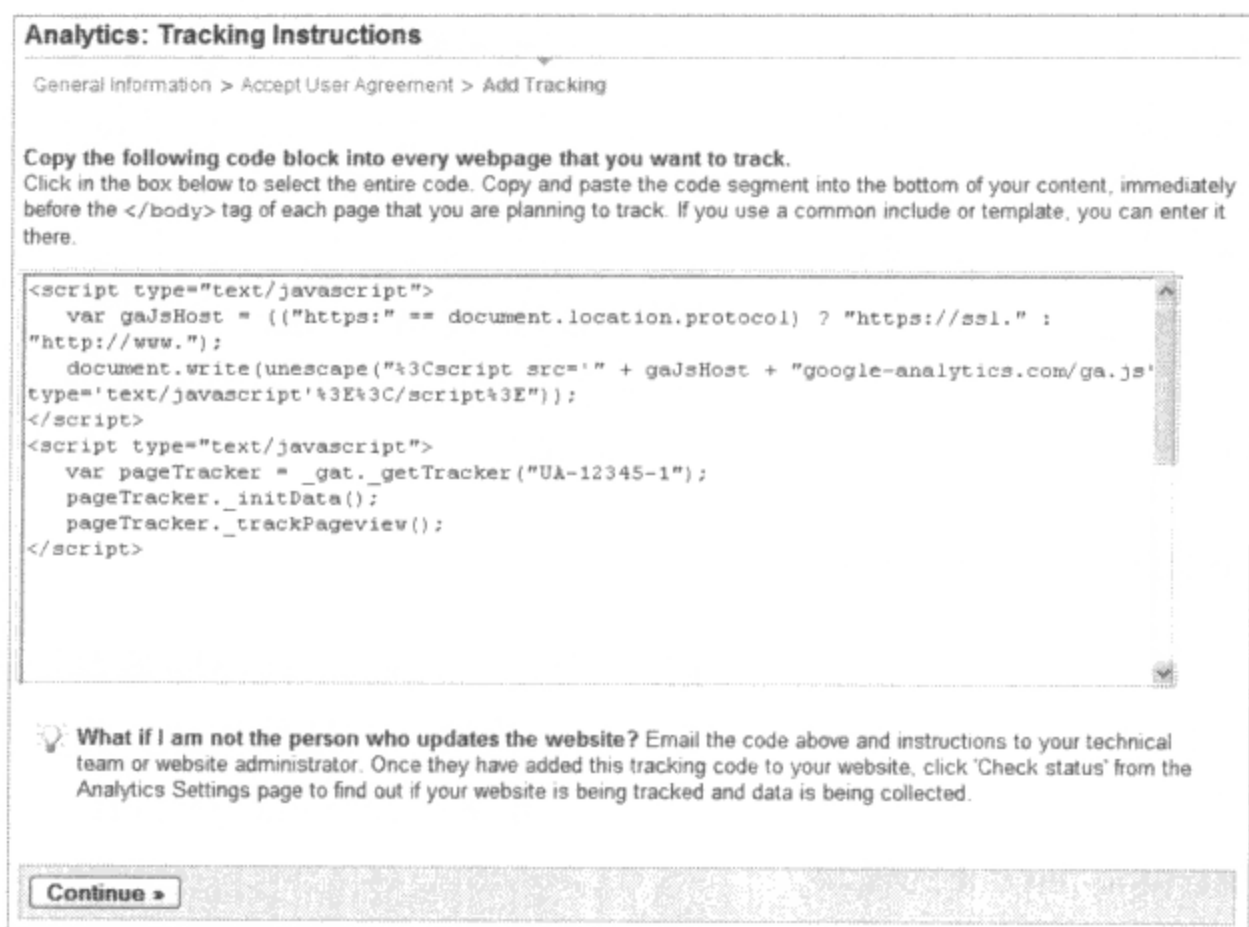 Analytics: Tracking Instructions
General Information > Accept User Agreement > Add Tracking
Copy the following code block into every webpage that you want to track.
Click in the box below to select the entire code. Copy and paste the code segment into the bottom of your content, immediately
before the </body> tag of each page that you are planning to track. If you use a common include or template, you can enter it
there.
<script type="text/javascript">
var gaJsHost = (("https:" == document.location.protocol) ? "https://ssl." :
"http://www.");
document.write(unescape("%3Cscript src='" + gaJsHost + "google-analytics.com/ga.js'
type='text/javascript'%3E%3C/script%3E"));
</script>
<script type="text/javascript">
var pageTracker = _gat._getTracker("UA-12345-1");
pageTracker._initData();
pageTracker._trackPageview();
</script>
What if I am not the person who updates the website? Email the code above and instructions to your technical
team or website administrator. Once they have added this tracking code to your website, click 'Check status' from the
Analytics Settings page to find out if your website is being tracked and data is being collected.
Continue »